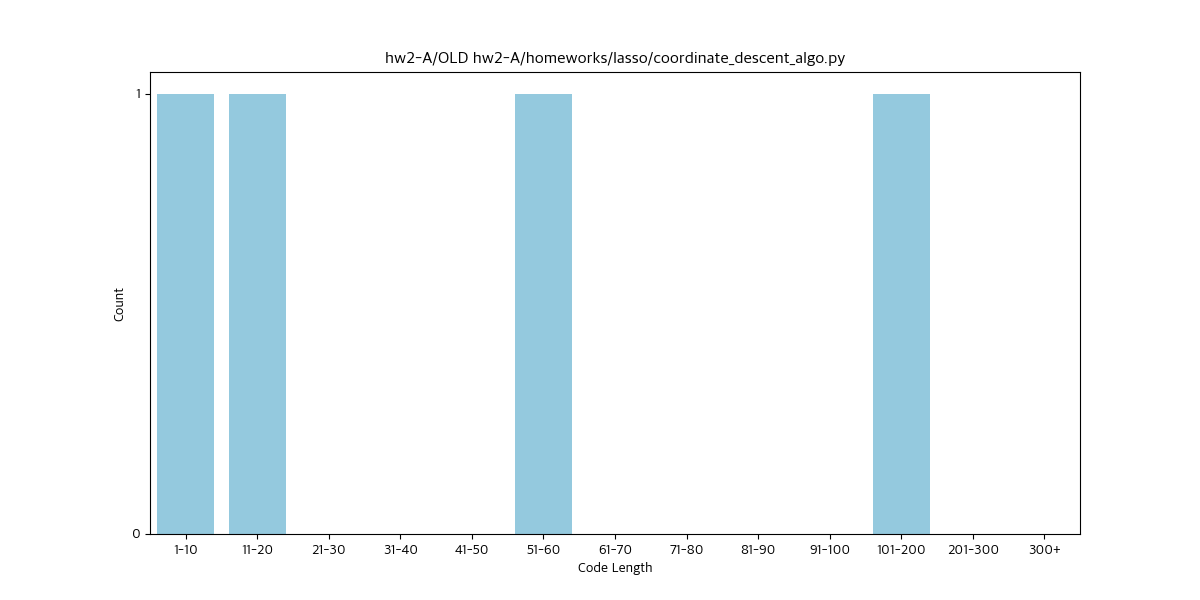 hw2-A/OLD hw2-A/homeworks/lasso/coordinate_descent_algo.py
1
Count
0
1-10 11-20 21-30 31-40 41-50 51-60 61-70 71-80 81-90 91-100 101-200 201-300 300+
Code Length